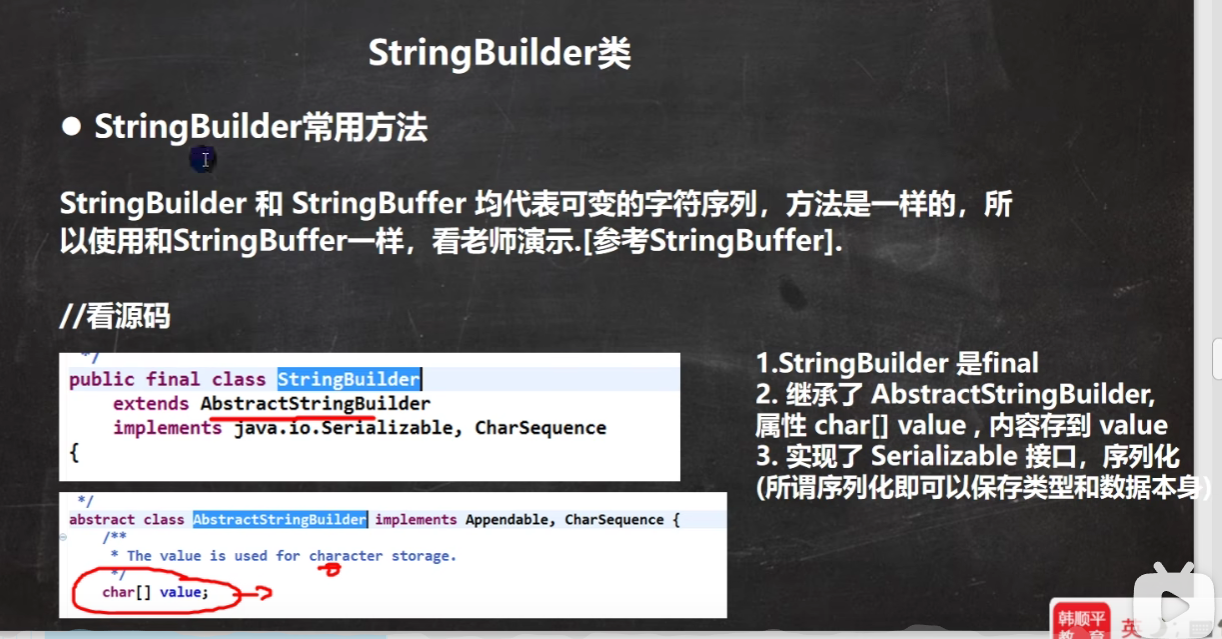 StringBuilder类
● StringBuilder常用方法
StringBuilder 和 StringBuffer 均代表可变的字符序列，方法是一样的，所
以使用和StringBuffer一样，看老师演示.[参考StringBuffer].
//看源码
*/
public final class StringBuilder
extends AbstractStringBuilder
implements java.io.Serializable, CharSequence
{
*/
abstract class AbstractStringBuilder implements Appendable, CharSequence {
/**
* The value is used for character storage.
*/
char[] value;
1.StringBuilder 是final
2. 继承了 AbstractStringBuilder,
属性 char[] value , 内容存到 value
3. 实现了 Serializable 接口，序列化
(所谓序列化即可以保存类型和数据本身)
韩顺平
教育
英